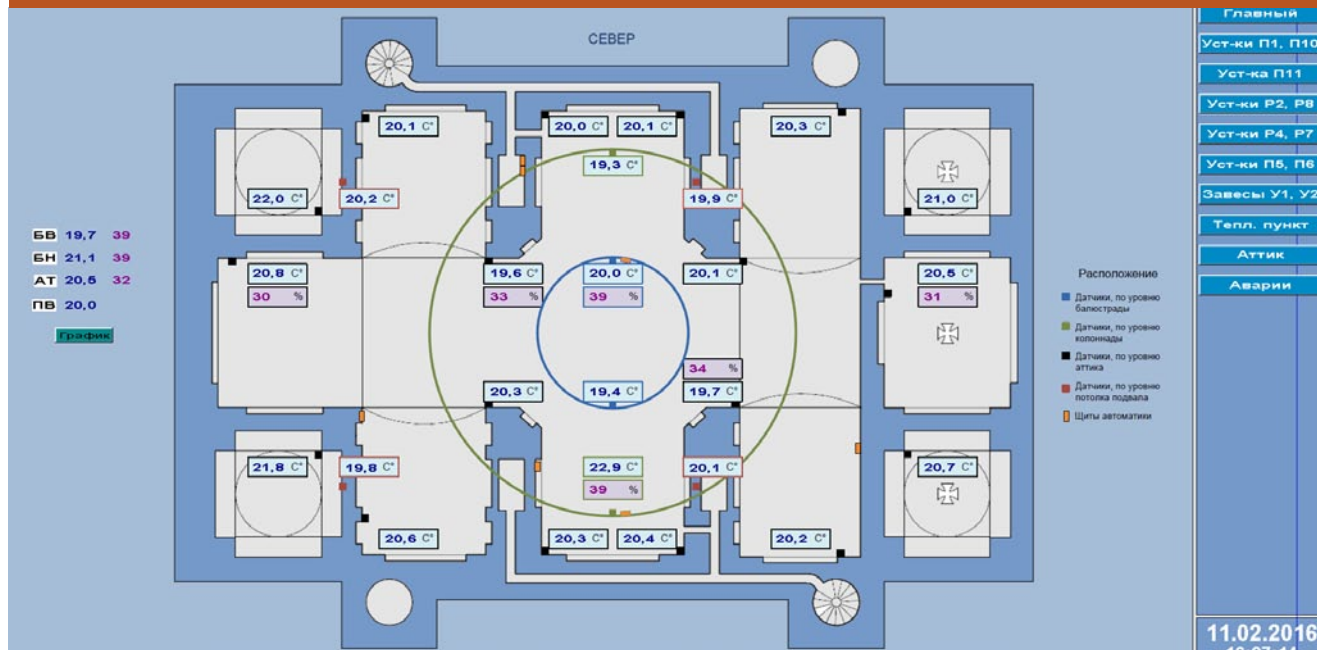 СЕВЕР
Главный
Уст-ки П1, П10
Уст-ка П11
Уст-ки Р2, Р8
Уст-ки Р4, Р7
Уст-ки П5, П6
Завесы У1, У2
Тепл. пункт
Аттик
Аварии
20,1 С°
20,0 С°
20,1 С°
20,3 С°
19,3 С°
22,0 С°
20,2 С°
19,9 С°
21,0 С°
БВ 19,7 39
БН 21,1 39
АТ 20,5 32
ПВ 20,0
График
20,8 С°
19,6 С°
20,0 С°
20,1 С°
20,5 С°
30 %
33 %
39 %
31 %
34 %
20,3 С°
19,4 С°
19,7 С°
21,8 С°
19,8 С°
22,9 С°
20,1 С°
20,7 С°
39 %
20,6 С°
20,3 С°
20,4 С°
20,2 С°
Расположение
Датчики, по уровню
балюстрады
Датчики, по уровню
колоннады
Датчики, по уровню
аттика
Датчики, по уровню
потолка подвала
Щиты автоматики
11.02.2016